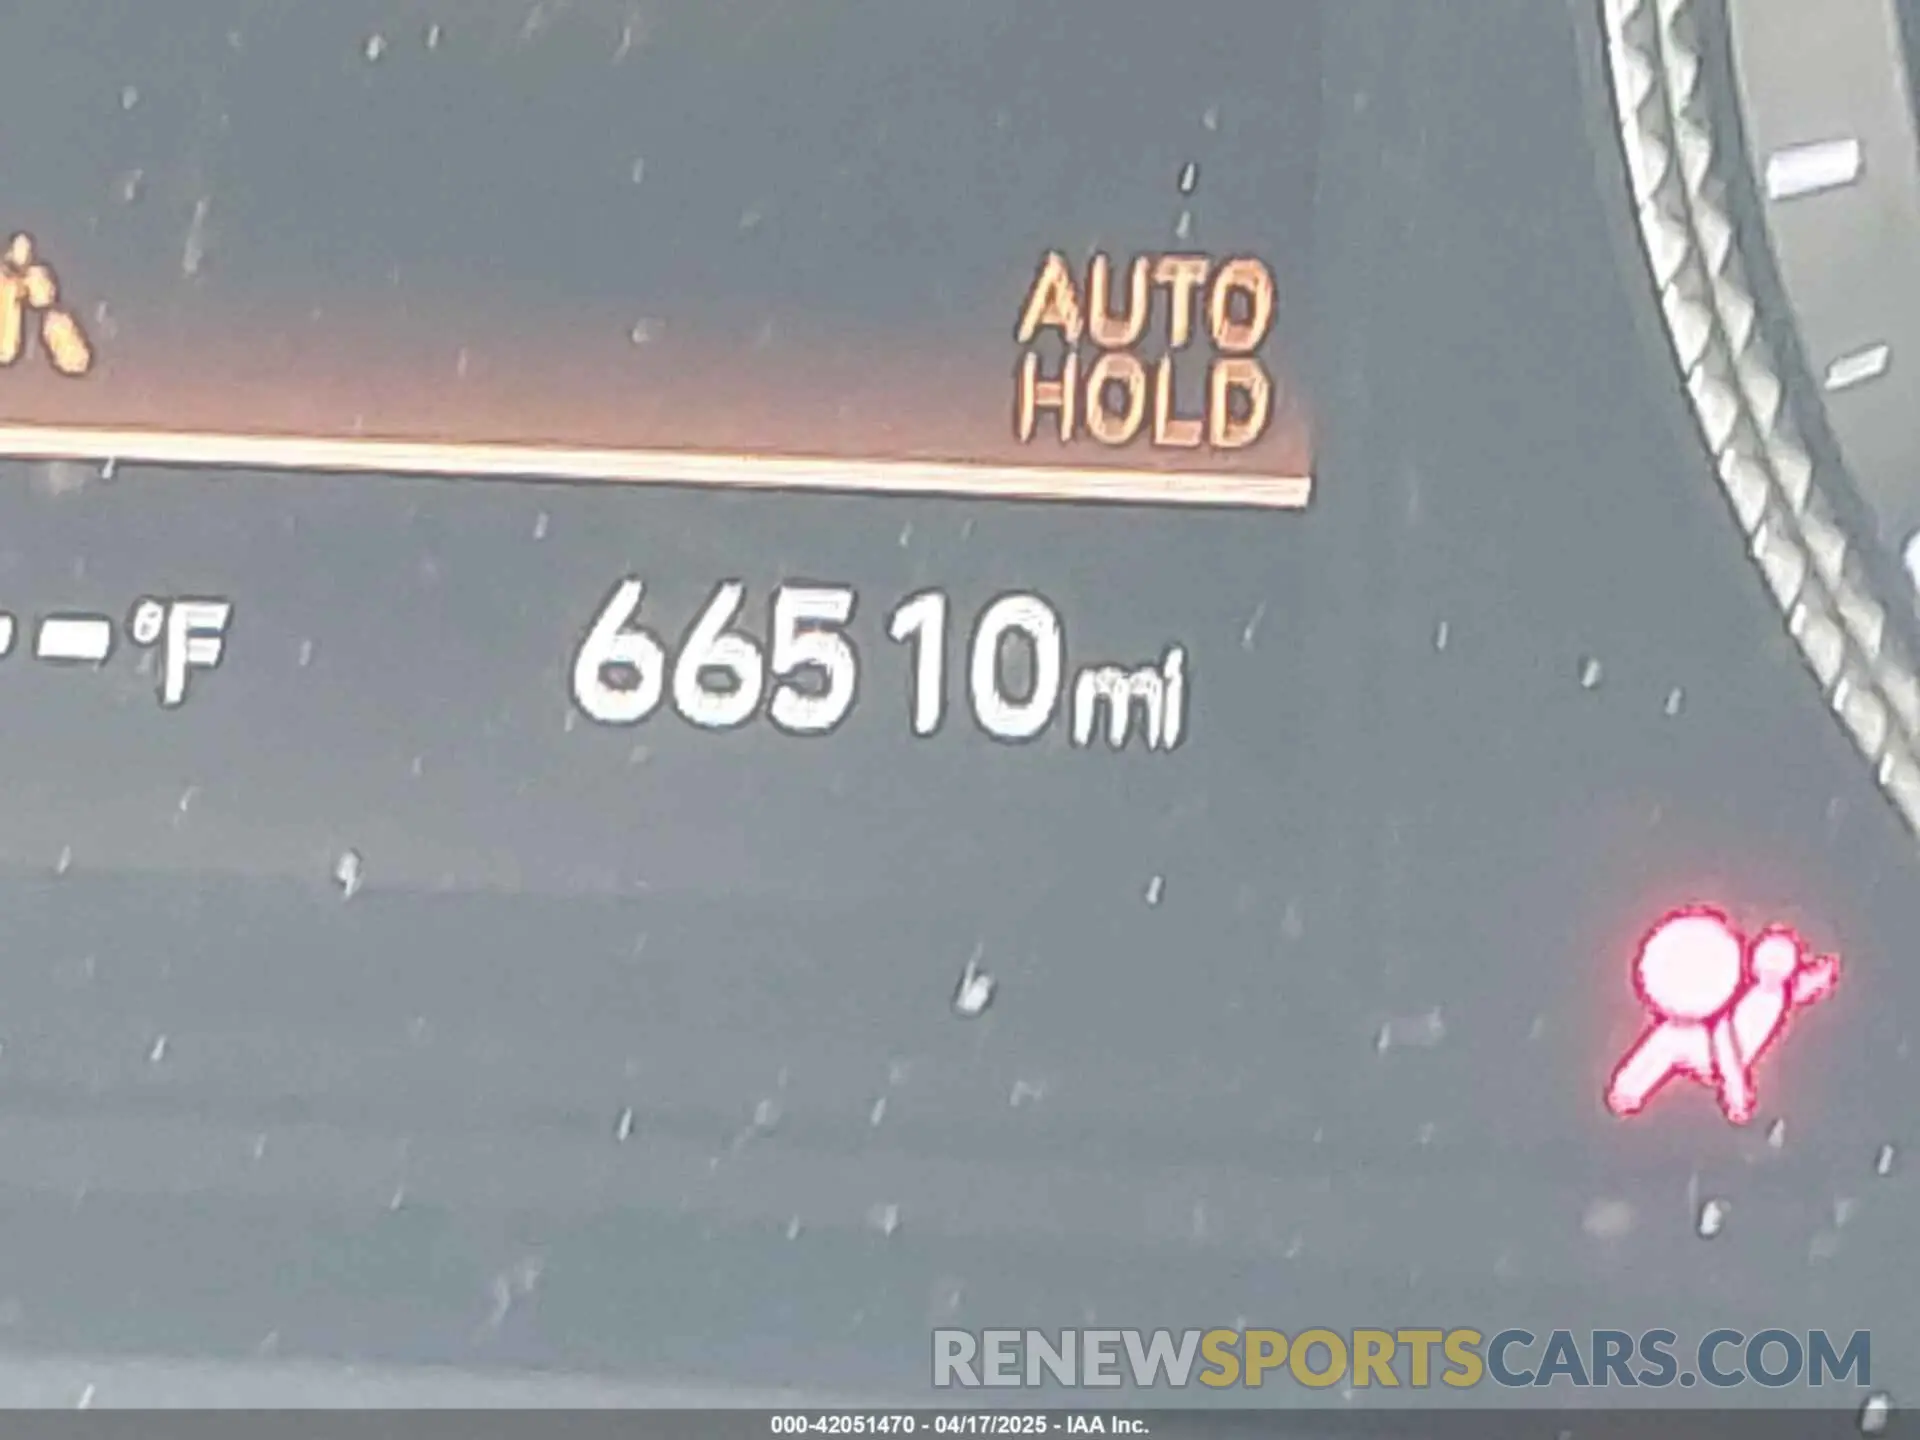 AUTO
HOLD
--°F
66510mi
RENEWSPORTSCARS.COM
000-42051470 - 04/17/2025 - IAA Inc.